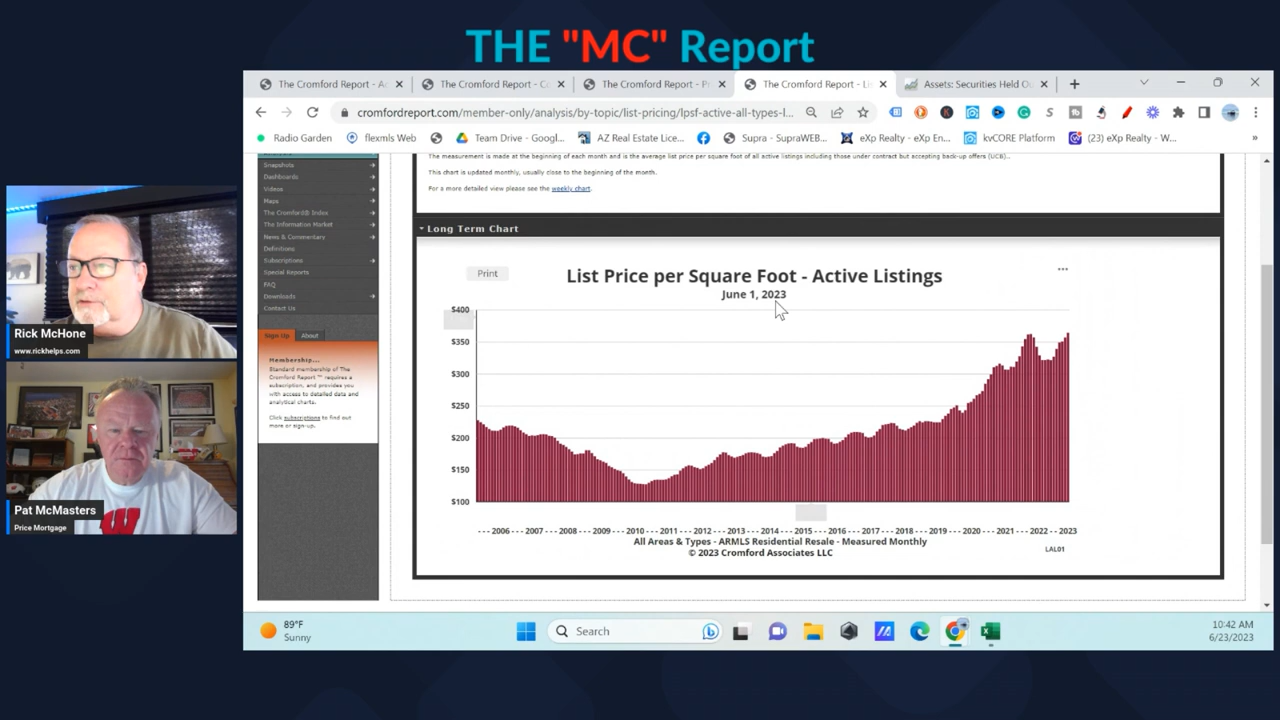 THE "MC" Report
The Cromford Report - A
The Cromford Report - C
The Cromford Report - P
The Cromford Report - Li
Assets: Securities Held O
cromfordreport.com/member-only/analysis/by-topic/list-pricing/lpsf-active-all-types-l...
Radio Garden
flexmls Web
Team Drive - Googl...
AZ Real Estate Lice...
Supra - SupraWEB...
eXp Realty - eXp En...
kvCORE Platform
(23) eXp Realty - W...
Snapshots
Dashboards
Videos
Maps
The Cromford® Index
The Information Market
News & Commentary
Definitions
Subscriptions
Special Reports
FAQ
Downloads
Contact Us
Sign Up
About
Membership...
Standard membership of The
Cromford Report ™ requires a
subscription, and provides you
with access to detailed data and
analytical charts.
Click subscriptions to find out
more or sign-up.
The measurement is made at the beginning of each month and is the average list price per square foot of all active listings including those under contract but accepting back-up offers (UCB)...
This chart is updated monthly, usually close to the beginning of the month.
For a more detailed view please see the weekly chart.
Long Term Chart
Print
List Price per Square Foot - Active Listings
June 1, 2023
$400
$350
$300
$250
$200
$150
$100
- - - 2006 - - - 2007 - - - 2008 - - - 2009 - - - 2010 - - - 2011 - - - 2012 - - - 2013 - - - 2014 - - - 2015 - - - 2016 - - - 2017 - - - 2018 - - - 2019 - - - 2020 - - - 2021 - - - 2022 - - - 2023
All Areas & Types - ARMLS Residential Resale - Measured Monthly
© 2023 Cromford Associates LLC
LAL01
Rick McHone
www.rickhelps.com
Pat McMasters
Price Mortgage
W
89°F
Sunny
Search
10:42 AM
6/23/2023